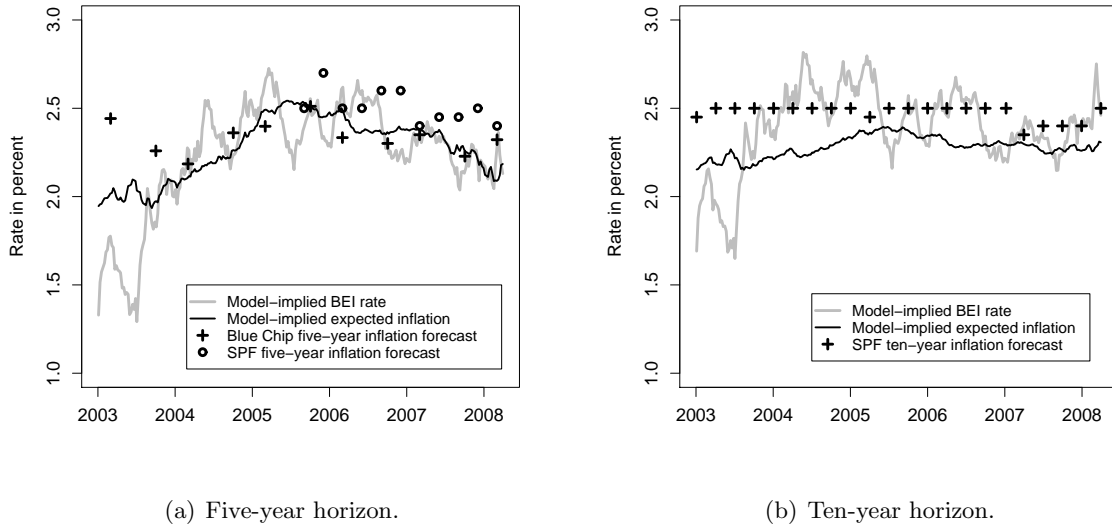 3.0
2.5
2.0
1.5
1.0
Rate in percent
Model−implied BEI rate
Model−implied expected inflation
Blue Chip five−year inflation forecast
SPF five−year inflation forecast
2003 2004 2005 2006 2007 2008
(a) Five-year horizon.
3.0
2.5
2.0
1.5
1.0
Rate in percent
Model−implied BEI rate
Model−implied expected inflation
SPF ten−year inflation forecast
2003 2004 2005 2006 2007 2008
(b) Ten-year horizon.